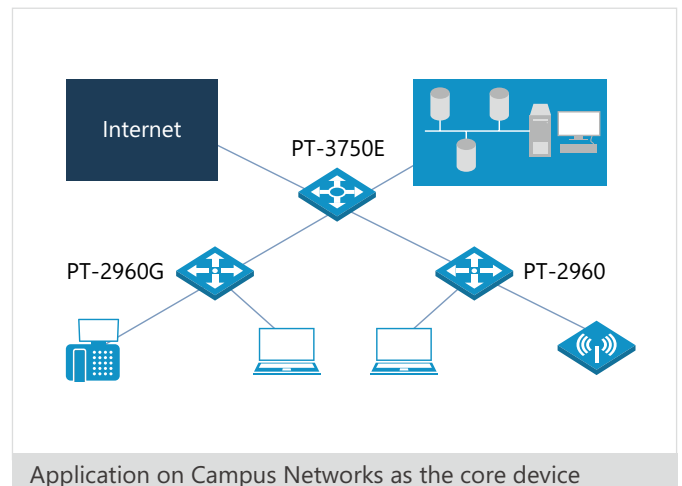 Internet
PT-3750E
PT-2960G
PT-2960
Application on Campus Networks as the core device